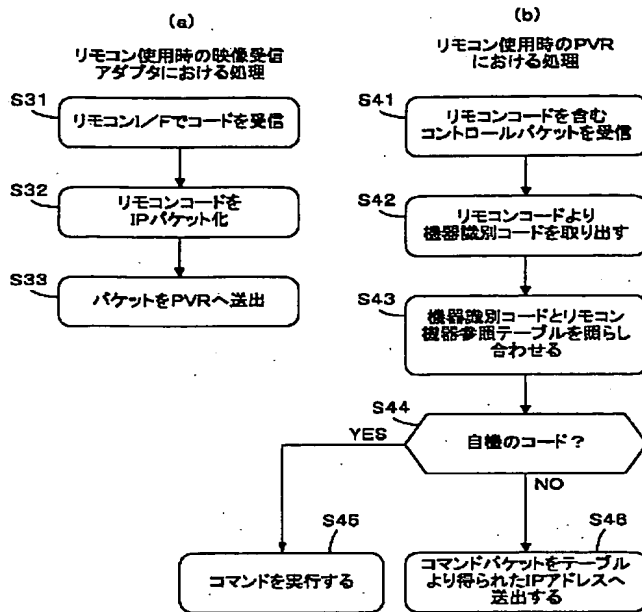 (a)
リモコン使用時の映像受信
アダプタにおける処理
S31
リモコンI/Fでコードを受信
S32
リモコンコードを
IPパケット化
S33
パケットをPVRへ送出
(b)
リモコン使用時のPVR
における処理
S41
リモコンコードを含む
コントロールパケットを受信
S42
リモコンコードより
機器識別コードを取り出す
S43
機器識別コードとリモコン
機器参照テーブルを照らし
合わせる
S44
自機のコード?
YES
NO
S45
コマンドを実行する
S46
コマンドパケットをテーブル
より得られたIPアドレスへ
送出する